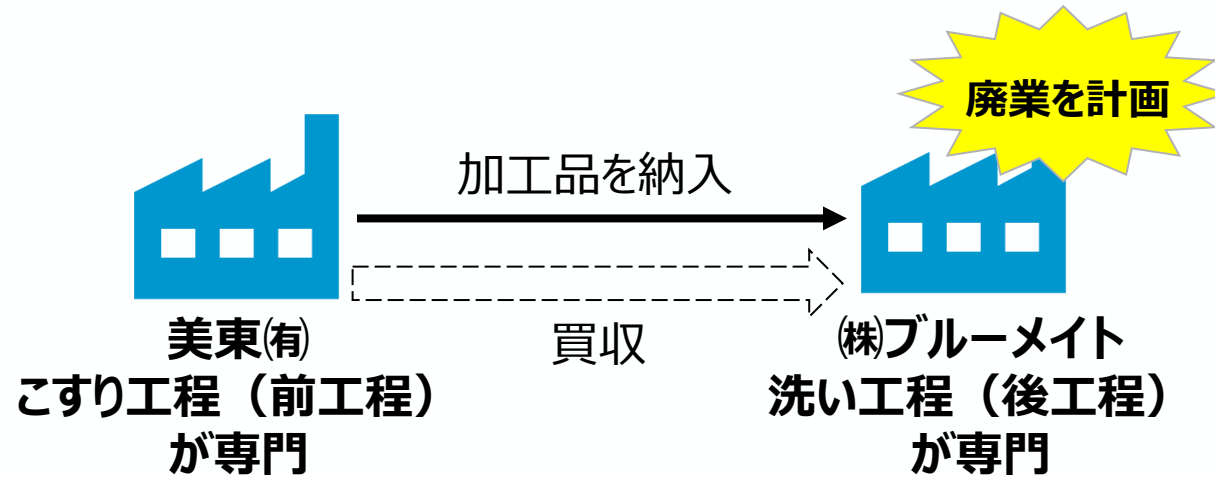 廃業を計画
加工品を納入
買収
美東㈲
こすり工程（前工程）
が専門
㈱ブルーメイト
洗い工程（後工程）
が専門